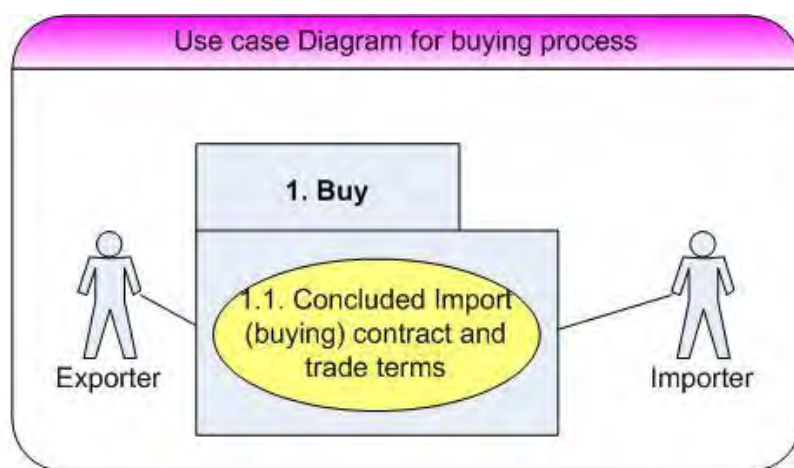 Use case Diagram for buying process
1. Buy
1.1. Concluded Import
(buying) contract and
trade terms
Exporter
Importer